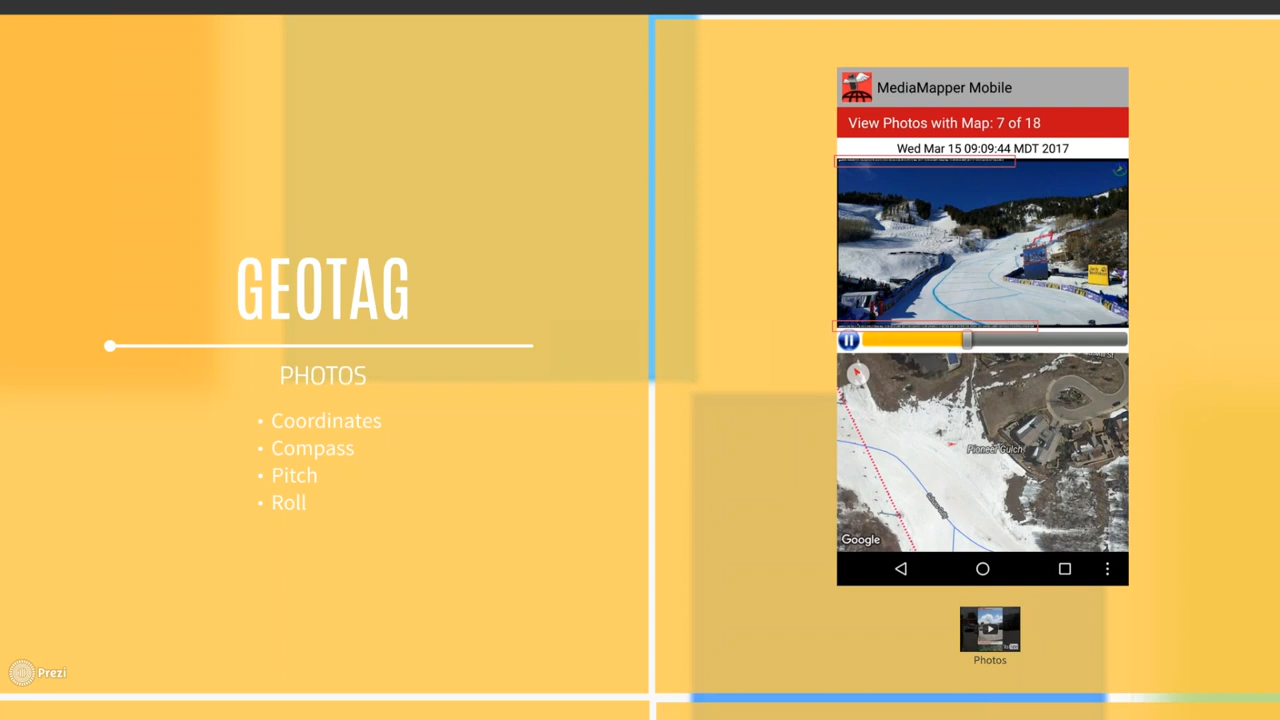 GEOTAG
PHOTOS
• Coordinates
• Compass
• Pitch
• Roll
Prezi
MediaMapper Mobile
View Photos with Map: 7 of 18
Wed Mar 15 09:09:44 MDT 2017
Pioneer Gulch
Google
Photos